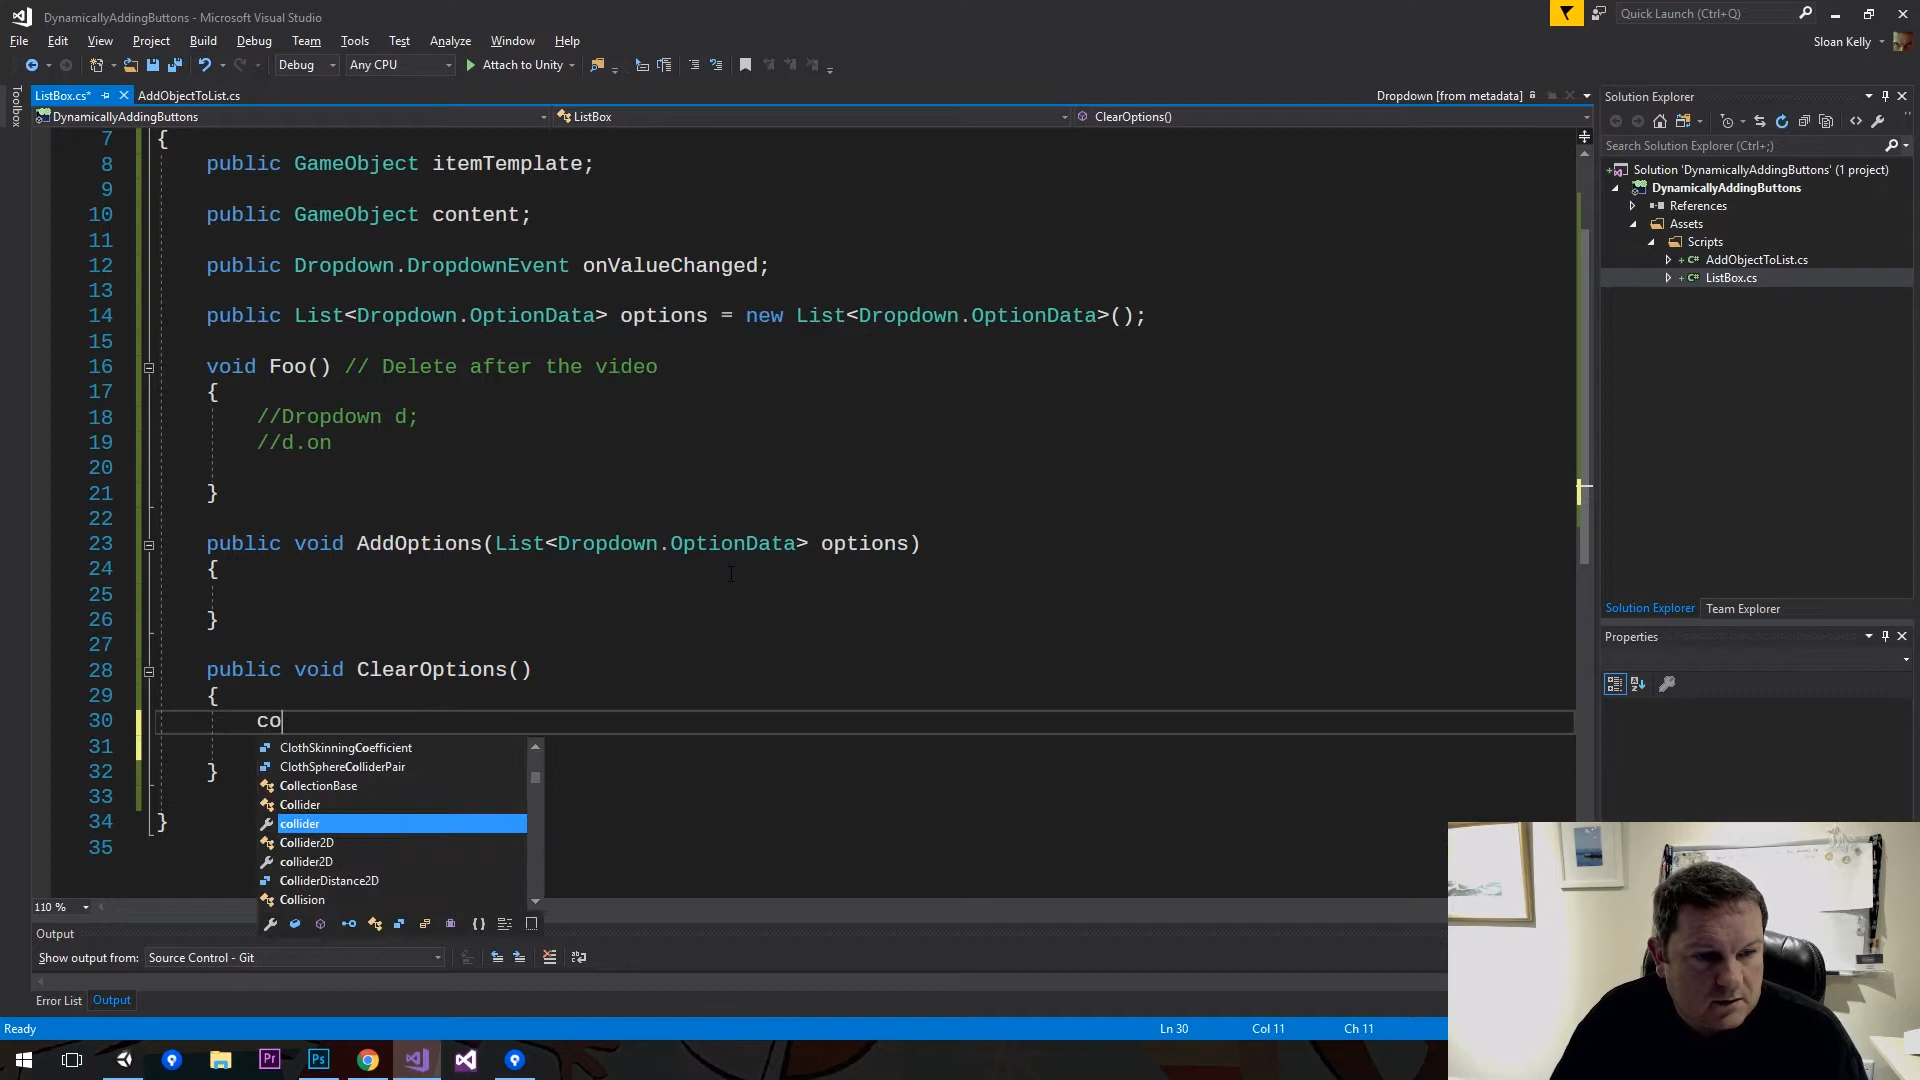 DynamicallyAddingButtons - Microsoft Visual Studio
Quick Launch (Ctrl+Q)
File Edit View Project Build Debug Team Tools Test Analyze Window Help
Sloan Kelly
Debug Any CPU Attach to Unity
Toolbox
ListBox.cs* AddObjectToList.cs Dropdown [from metadata]
DynamicallyAddingButtons ListBox ClearOptions()
7 {
8 public GameObject itemTemplate;
9
10 public GameObject content;
11
12 public Dropdown.DropdownEvent onValueChanged;
13
14 public List<Dropdown.OptionData> options = new List<Dropdown.OptionData>();
15
16 void Foo() // Delete after the video
17 {
18 //Dropdown d;
19 //d.on
20
21 }
22
23 public void AddOptions(List<Dropdown.OptionData> options)
24 {
25
26 }
27
28 public void ClearOptions()
29 {
30 co
31
32 }
33
34 }
35
ClothSkinningCoefficient
ClothSphereColliderPair
CollectionBase
Collider
collider
Collider2D
collider2D
ColliderDistance2D
Collision
110 %
Output
Show output from: Source Control - Git
Error List Output
Ready Ln 30 Col 11 Ch 11
Solution Explorer
Search Solution Explorer (Ctrl+;)
Solution 'DynamicallyAddingButtons' (1 project)
DynamicallyAddingButtons
References
Assets
Scripts
AddObjectToList.cs
ListBox.cs
Solution Explorer Team Explorer
Properties
Pr
Ps